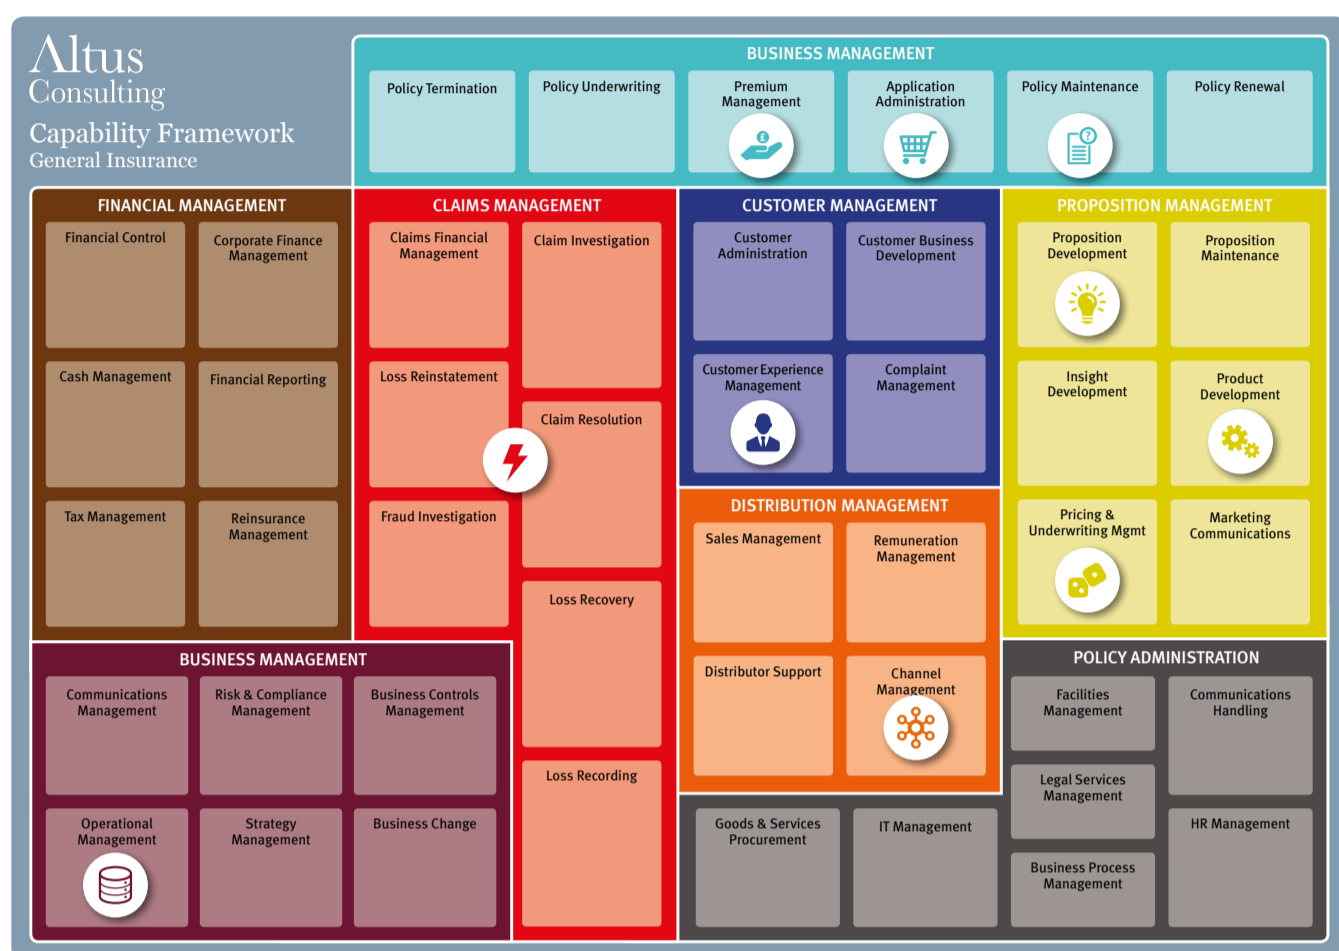 Altus
Consulting
Capability Framework
General Insurance
BUSINESS MANAGEMENT
Policy Termination
Policy Underwriting
Premium
Management
£
Application
Administration
Policy Maintenance
?
Policy Renewal
FINANCIAL MANAGEMENT
Financial Control
Corporate Finance
Management
Cash Management
Financial Reporting
Tax Management
Reinsurance
Management
CLAIMS MANAGEMENT
Claims Financial
Management
Claim Investigation
Loss Reinstatement
Claim Resolution
Fraud Investigation
Loss Recovery
Loss Recording
CUSTOMER MANAGEMENT
Customer
Administration
Customer Business
Development
Customer Experience
Management
Complaint
Management
PROPOSITION MANAGEMENT
Proposition
Development
Proposition
Maintenance
Insight
Development
Product
Development
Pricing &
Underwriting Mgmt
Marketing
Communications
DISTRIBUTION MANAGEMENT
Sales Management
Remuneration
Management
Distributor Support
Channel
Management
BUSINESS MANAGEMENT
Communications
Management
Risk & Compliance
Management
Business Controls
Management
Operational
Management
Strategy
Management
Business Change
POLICY ADMINISTRATION
Facilities
Management
Communications
Handling
Legal Services
Management
Goods & Services
Procurement
IT Management
HR Management
Business Process
Management